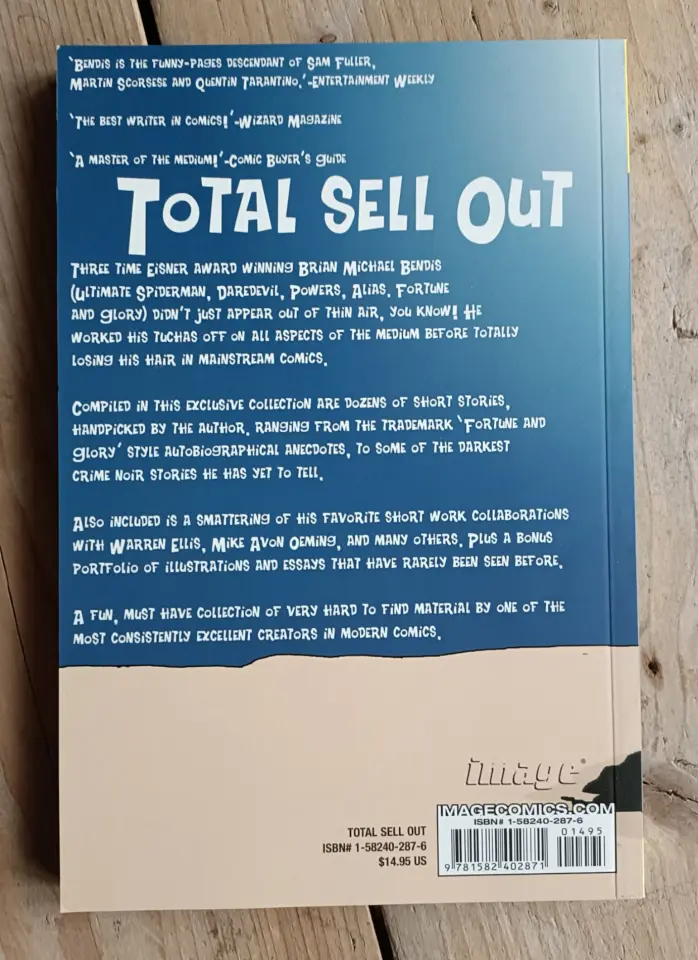 'Bendis is the funny-pages descendant of Sam Fuller,
Martin Scorsese and Quentin Tarantino.'-Entertainment Weekly
'The best writer in comics!'-Wizard Magazine
'A master of the medium!'-Comic Buyer's Guide
Total Sell Out
Three time Eisner award winning Brian Michael Bendis
(Ultimate Spiderman, Daredevil, Powers, Alias, Fortune
and Glory) didn't just appear out of thin air, you know! He
worked his tuchas off on all aspects of the medium before totally
losing his hair in mainstream comics.
Compiled in this exclusive collection are dozens of short stories,
handpicked by the author. Ranging from the trademark 'Fortune and
Glory' style autobiographical anecdotes, to some of the darkest
crime noir stories he has yet to tell.
Also included is a smattering of his favorite short work collaborations
with Warren Ellis, Mike Avon Oeming, and many others. Plus a bonus
portfolio of illustrations and essays that have rarely been seen before.
A fun, must have collection of very hard to find material by one of the
most consistently excellent creators in modern comics.
image®
IMAGECOMICS.COM
ISBN# 1-58240-287-6
01495
9 781582 402871
TOTAL SELL OUT
ISBN# 1-58240-287-6
$14.95 US